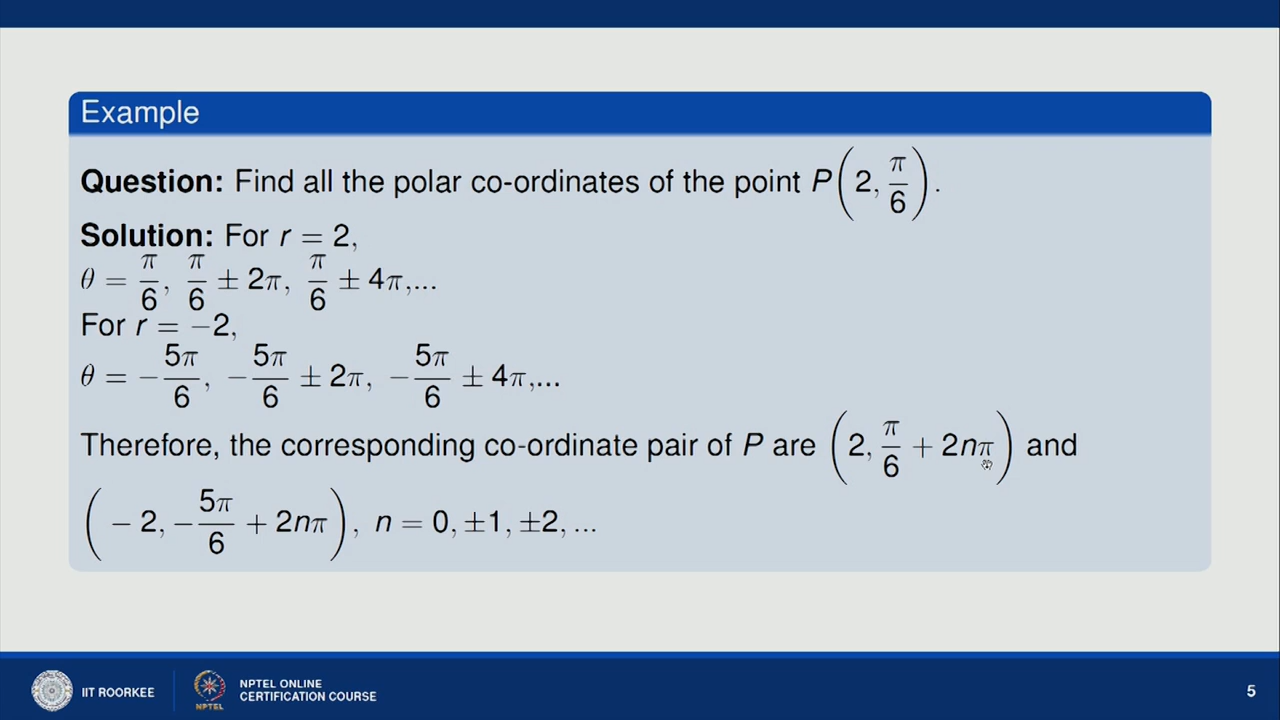 Example
Question: Find all the polar co-ordinates of the point P(2, π/6).
Solution: For r = 2,
θ = π/6, π/6 ± 2π, π/6 ± 4π,...
For r = −2,
θ = −5π/6, −5π/6 ± 2π, −5π/6 ± 4π,...
Therefore, the corresponding co-ordinate pair of P are (2, π/6 + 2nπ) and
(−2, −5π/6 + 2nπ), n = 0, ±1, ±2, ...
IIT ROORKEE
NPTEL
NPTEL ONLINE
CERTIFICATION COURSE
5